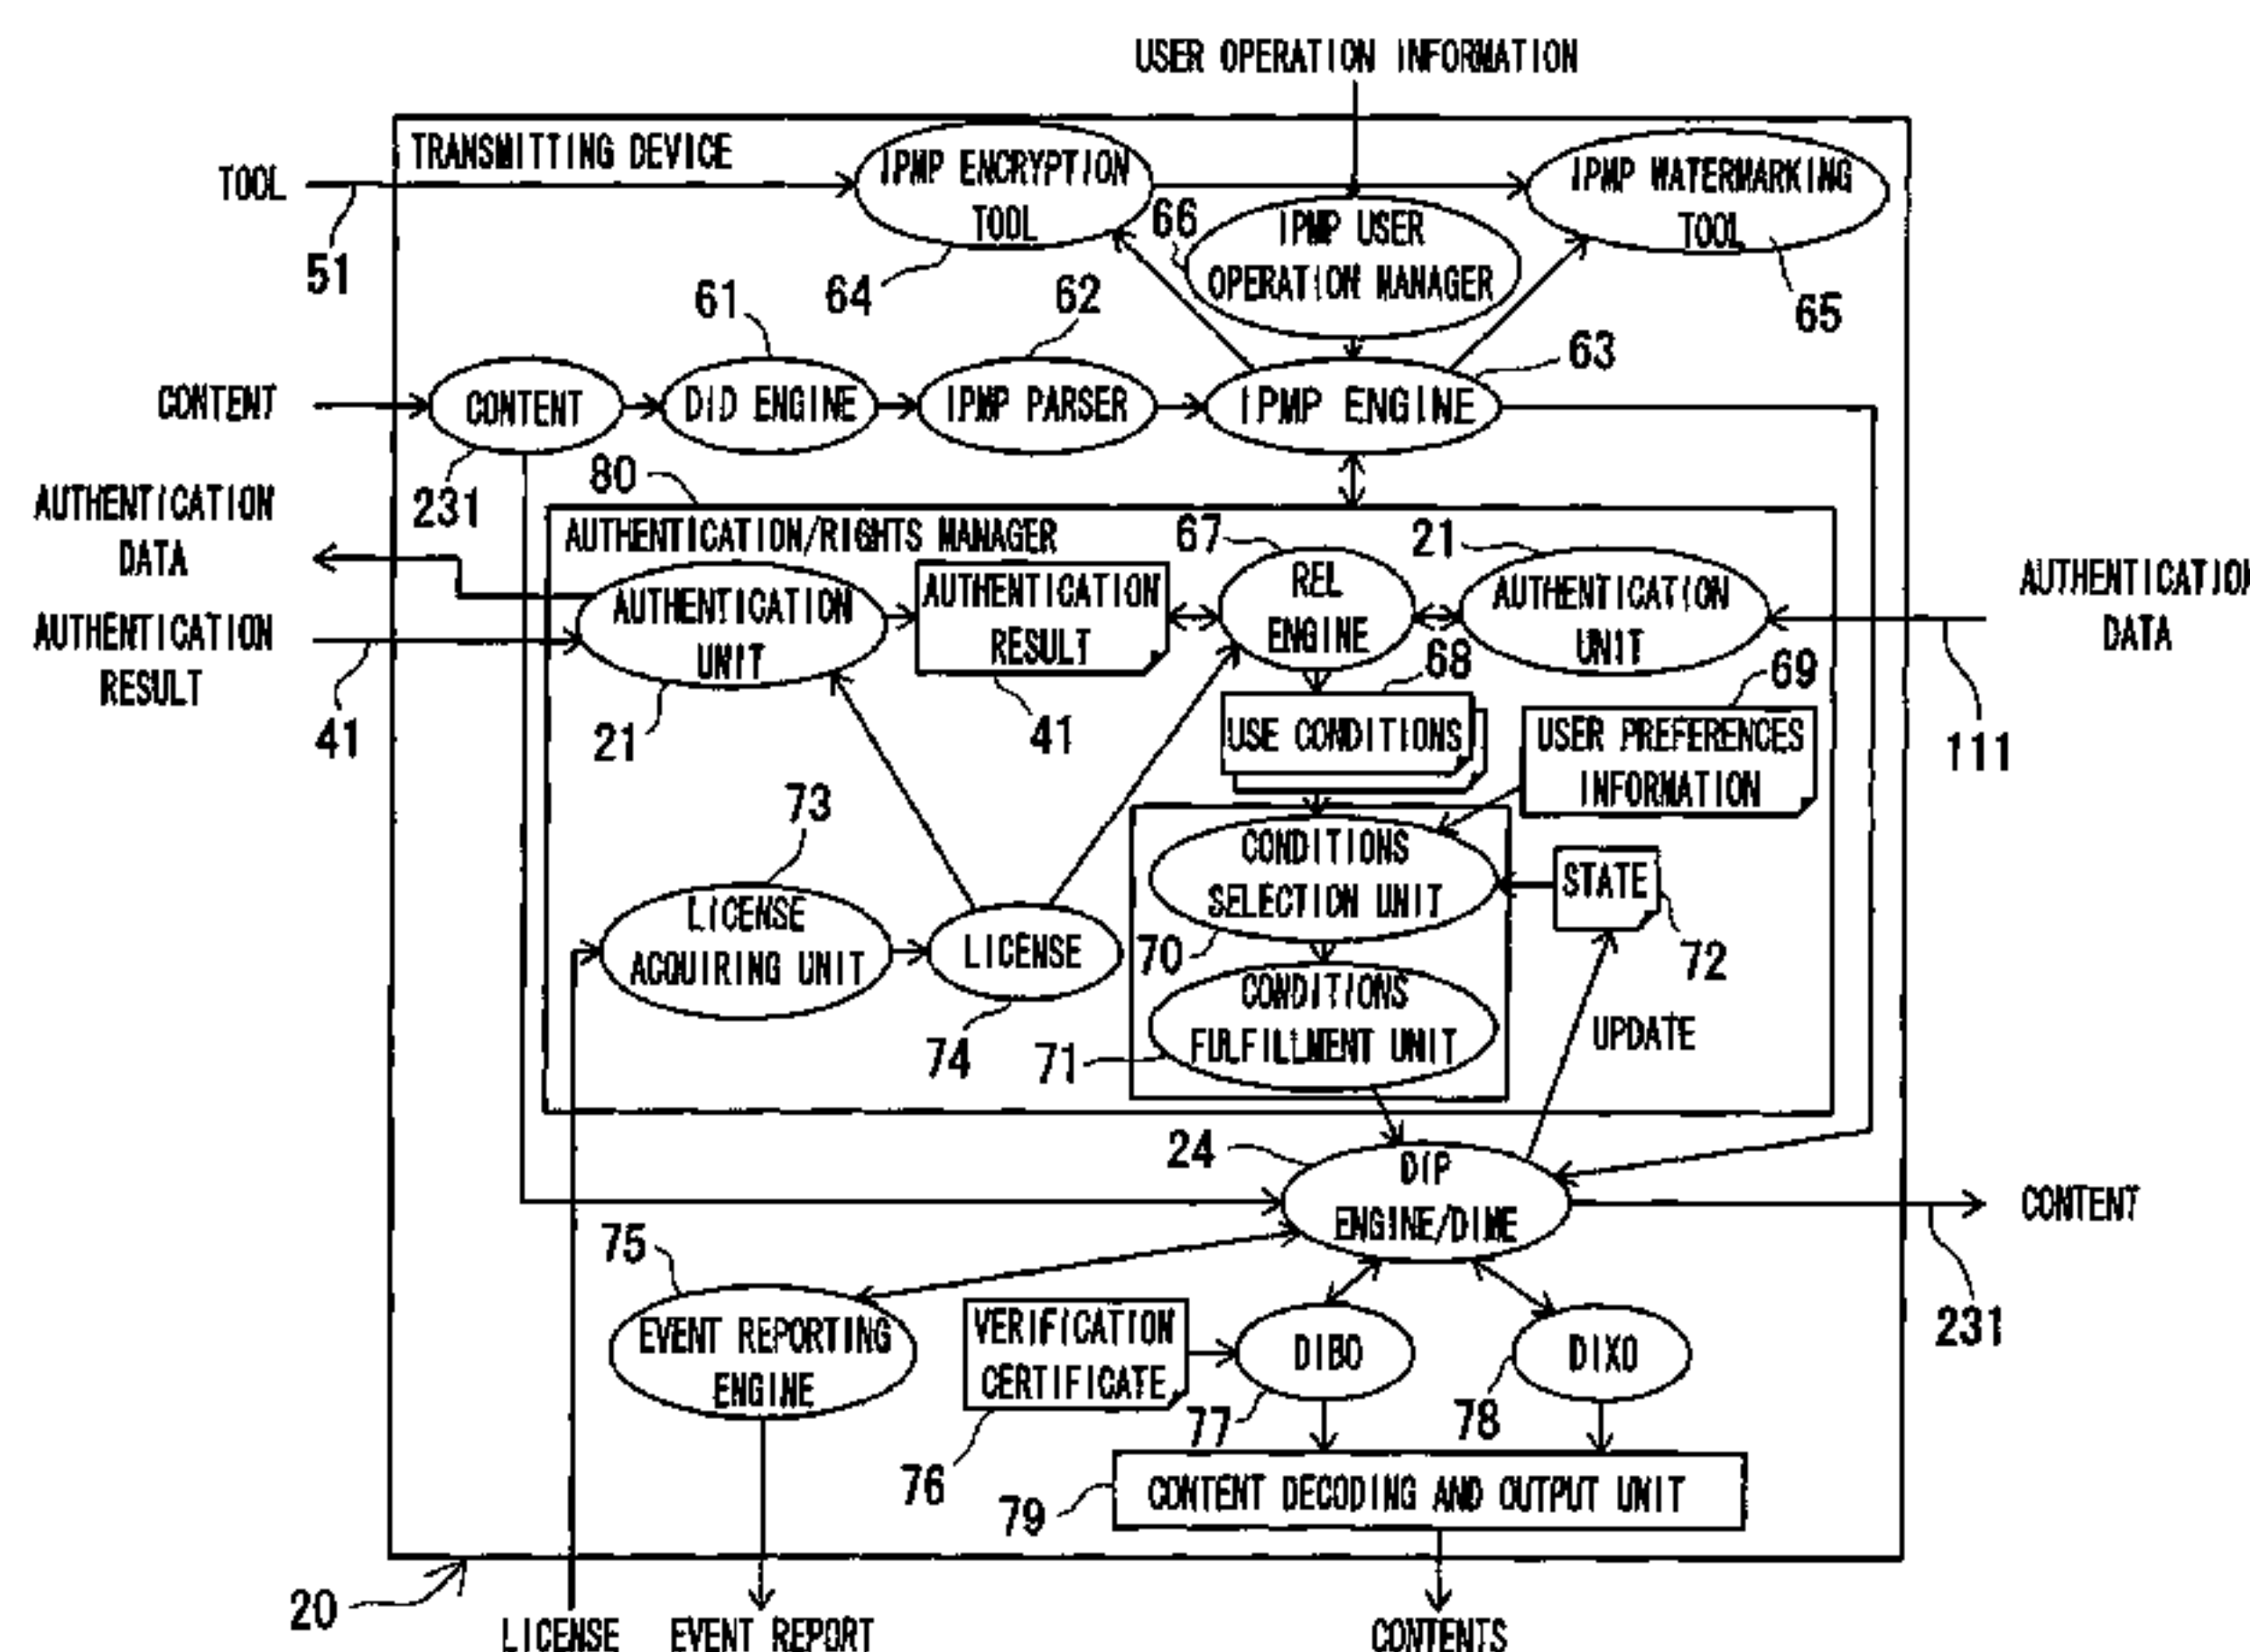 USER OPERATION INFORMATION
TRANSMITTING DEVICE
TOOL
51
IPMP ENCRYPTION
TOOL
64
66
IPMP USER
OPERATION MANAGER
IPMP WATERMARKING
TOOL
65
61
62
63
CONTENT
CONTENT
231
DID ENGINE
IPMP PARSER
IPMP ENGINE
80
AUTHENTICATION
DATA
AUTHENTICATION
RESULT
41
AUTHENTICATION/RIGHTS MANAGER
67
21
AUTHENTICATION
UNIT
21
AUTHENTICATION
RESULT
41
REL
ENGINE
AUTHENTICATION
UNIT
AUTHENTICATION
DATA
111
68
69
USE CONDITIONS
USER PREFERENCES
INFORMATION
73
CONDITIONS
SELECTION UNIT
70
STATE
72
LICENSE
ACQUIRING UNIT
LICENSE
74
CONDITIONS
FULFILLMENT UNIT
71
UPDATE
24
DIP
ENGINE/DIME
CONTENT
231
75
EVENT REPORTING
ENGINE
VERIFICATION
CERTIFICATE
76
DIBO
77
DIXO
78
CONTENT DECODING AND OUTPUT UNIT
79
20
LICENSE
EVENT REPORT
CONTENTS